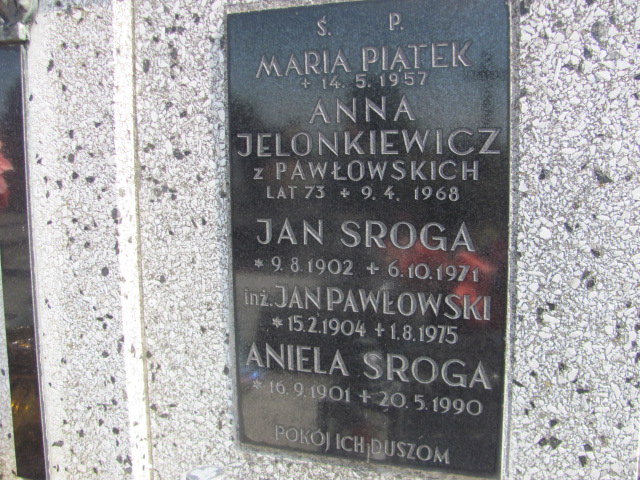 Ś. P.
MARIA PIĄTEK
+ 14. 5. 1957
ANNA
JELONKIEWICZ
z PAWŁOWSKICH
LAT 73 + 9. 4. 1968
JAN SROGA
* 9. 8. 1902 + 6. 10. 1971
inż. JAN PAWŁOWSKI
* 15. 2. 1904 + 1. 8. 1975
ANIELA SROGA
* 16. 9. 1901 + 20. 5. 1990
POKÓJ ICH DUSZOM